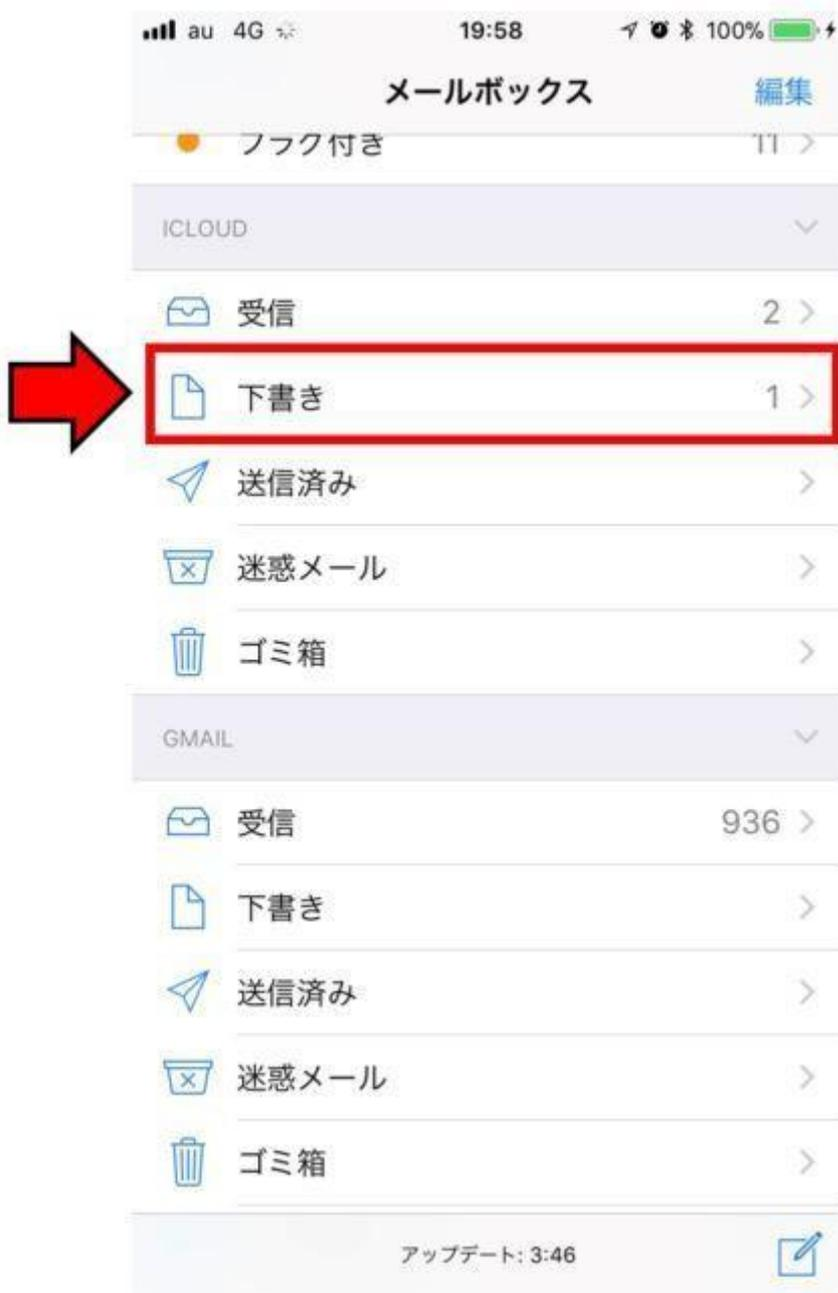 au 4G 19:58 100%
メールボックス 編集
フラグ付き 11
ICLOUD
受信 2
下書き 1
送信済み
迷惑メール
ゴミ箱
GMAIL
受信 936
下書き
送信済み
迷惑メール
ゴミ箱
アップデート: 3:46